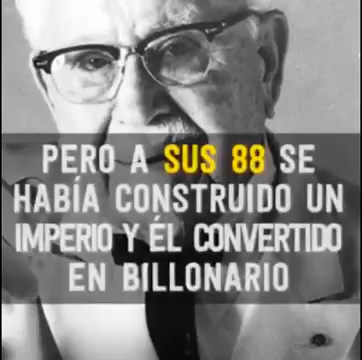 PERO A SUS 88 SE
HABÍA CONSTRUIDO UN
IMPERIO Y ÉL CONVERTIDO
EN BILLONARIO